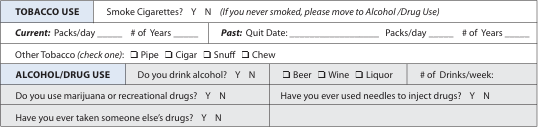 TOBACCO USE Smoke Cigarettes? Y N (If you never smoked, please move to Alcohol /Drug Use)
Current: Packs/day _____ # of Years _____ Past: Quit Date: ____________________ Packs/day _____ # of Years _____
Other Tobacco (check one): ❑ Pipe ❑ Cigar ❑ Snuff ❑ Chew
ALCOHOL/DRUG USE Do you drink alcohol? Y N ❑ Beer ❑ Wine ❑ Liquor # of Drinks/week:
Do you use marijuana or recreational drugs? Y N Have you ever used needles to inject drugs? Y N
Have you ever taken someone else's drugs? Y N